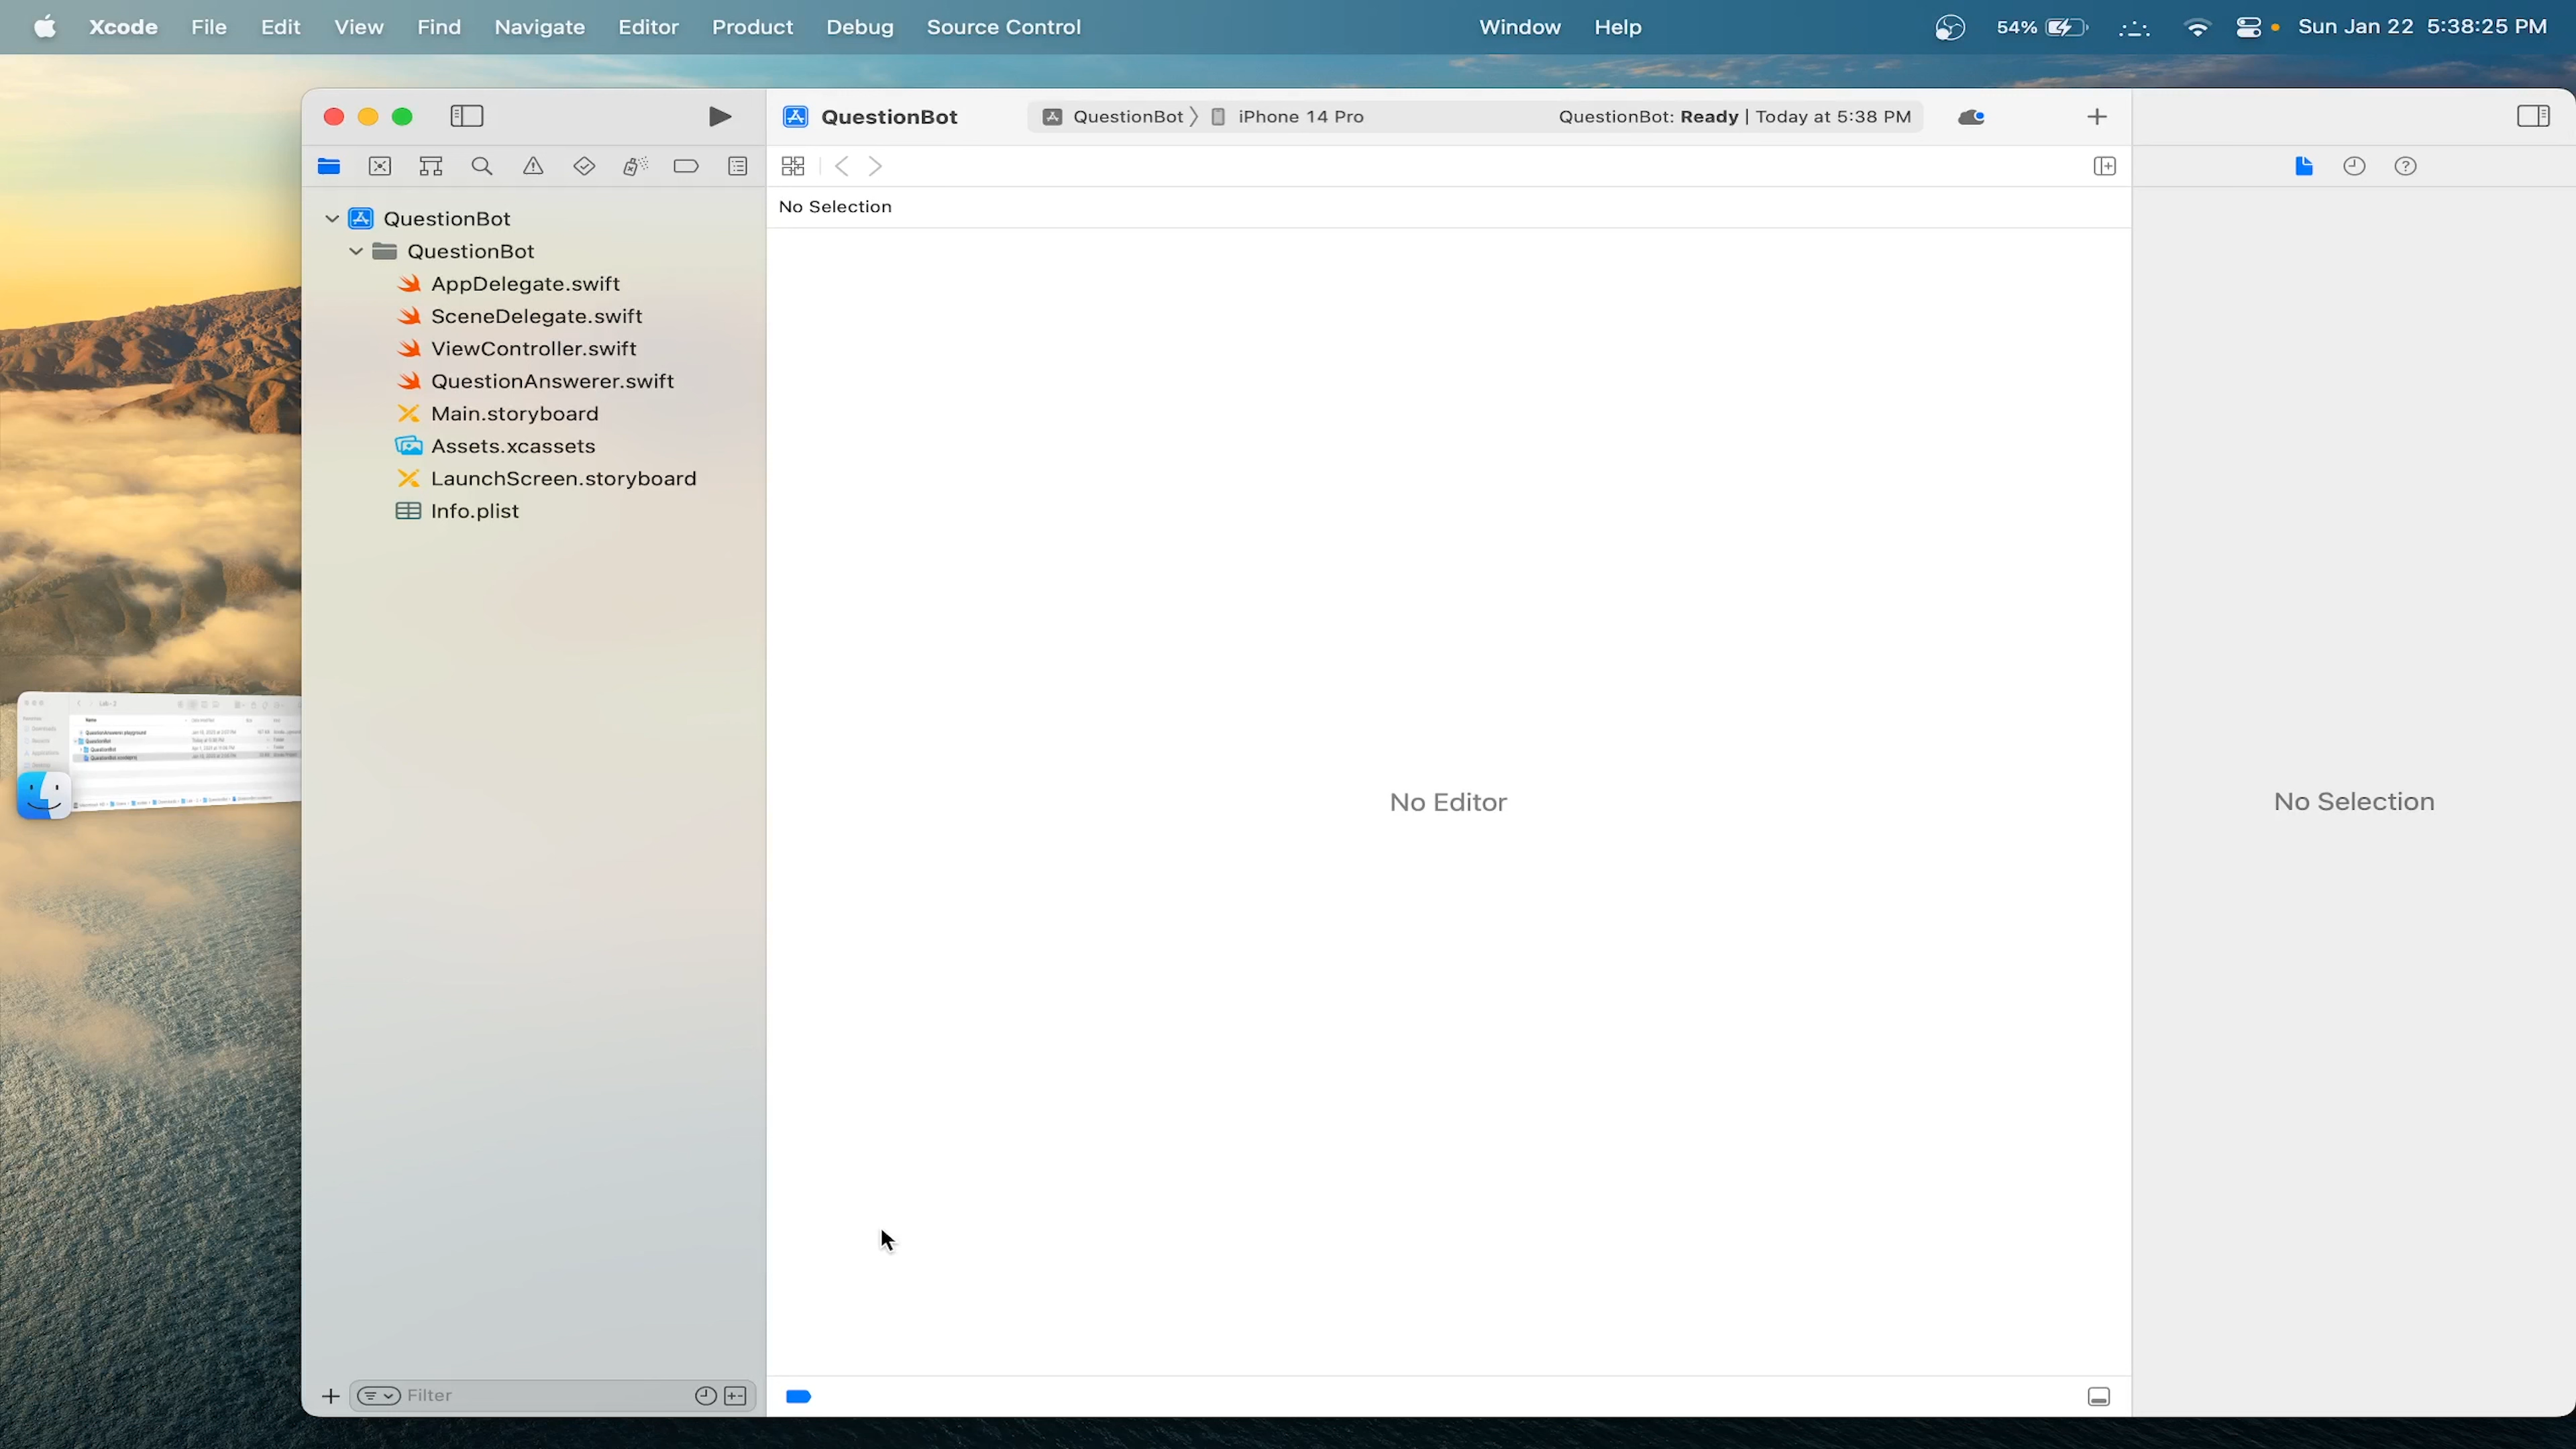 Xcode File Edit View Find Navigate Editor Product Debug Source Control Window Help 54% Sun Jan 22 5:38:25 PM
QuestionBot QuestionBot iPhone 14 Pro QuestionBot: Ready | Today at 5:38 PM
No Selection
QuestionBot
QuestionBot
AppDelegate.swift
SceneDelegate.swift
ViewController.swift
QuestionAnswerer.swift
Main.storyboard
Assets.xcassets
LaunchScreen.storyboard
Info.plist
No Editor
No Selection
Filter